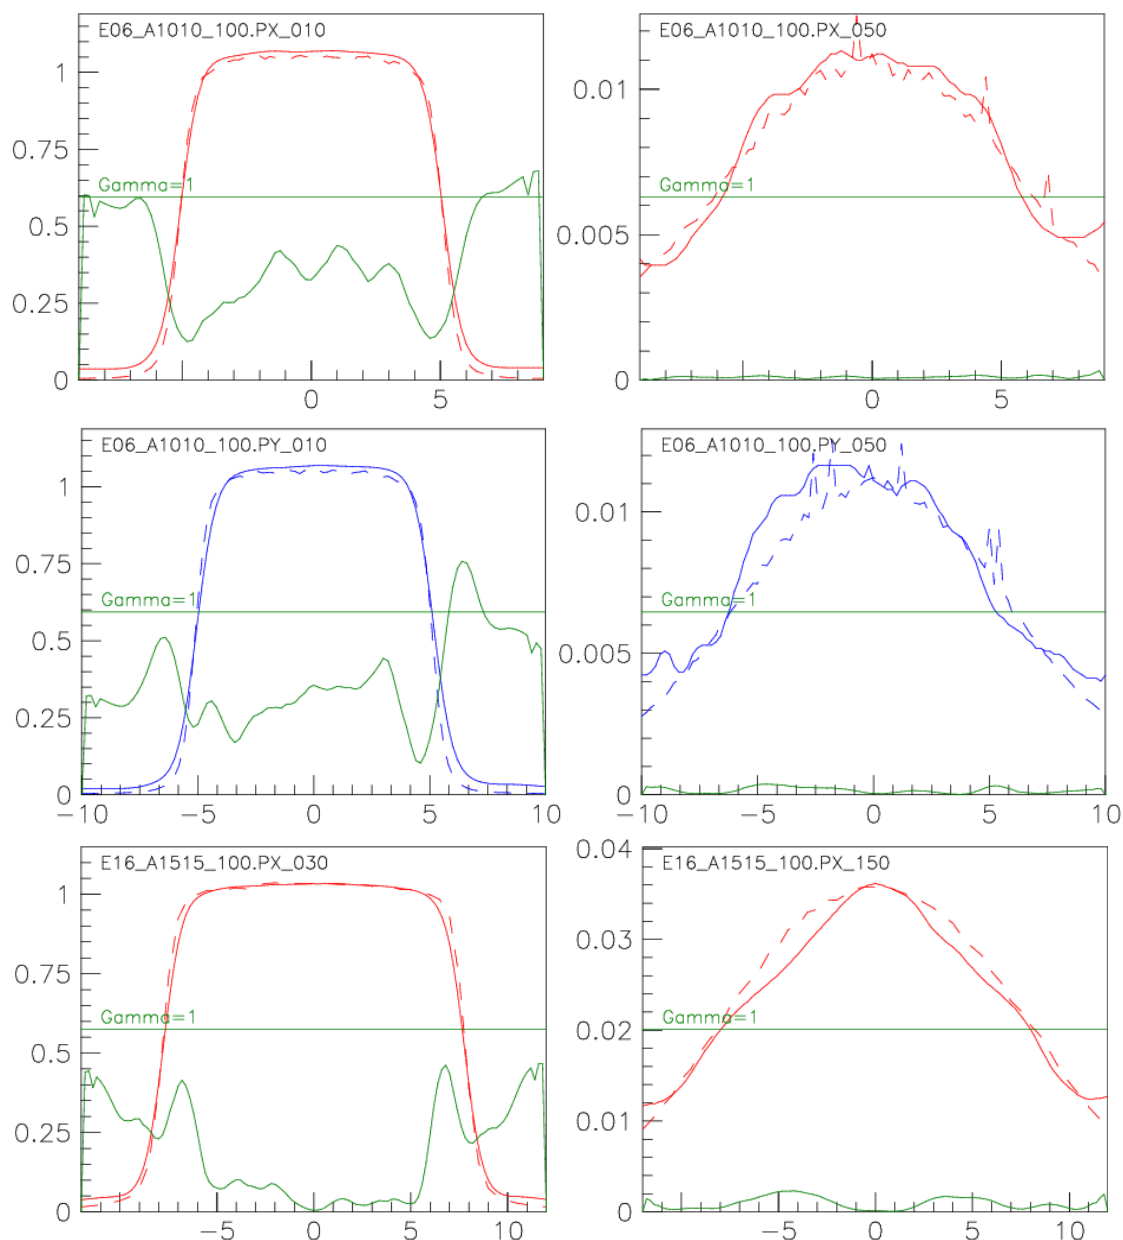 E06_A1010_100.PX_010
1
0.75
Gamma=1
0.5
0.25
0
0 5
E06_A1010_100.PX_050
0.01
Gamma=1
0.005
0
0 5
E06_A1010_100.PY_010
1
0.75
Gamma=1
0.5
0.25
0
−10 −5 0 5 10
E06_A1010_100.PY_050
0.01
Gamma=1
0.005
0
−10 −5 0 5 10
E16_A1515_100.PX_030
1
0.75
Gamma=1
0.5
0.25
0
−5 0 5 10
0.04
E16_A1515_100.PX_150
0.03
Gamma=1
0.02
0.01
0
−5 0 5 10